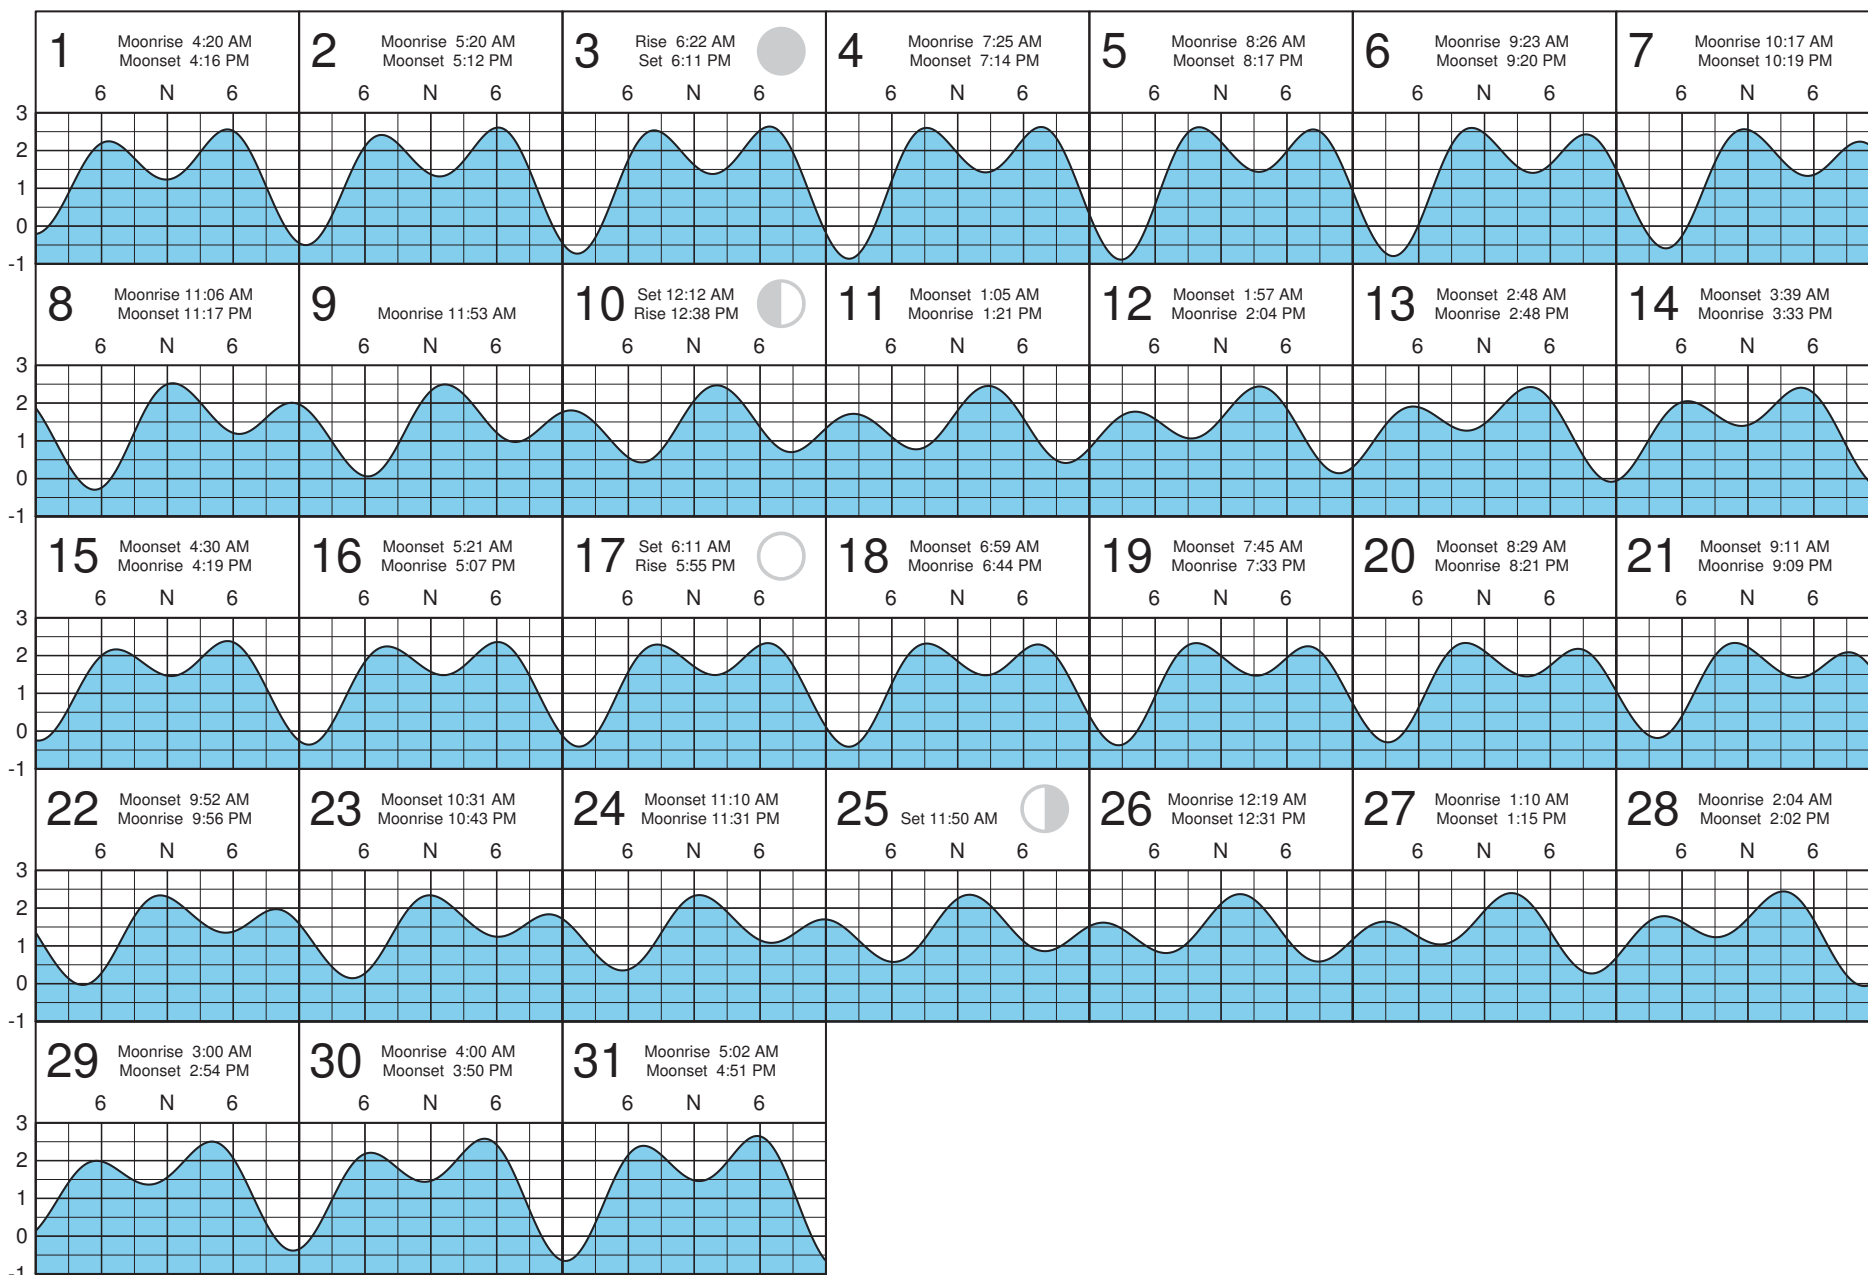 1 Moonrise 4:20 AM
Moonset 4:16 PM
2 Moonrise 5:20 AM
Moonset 5:12 PM
3 Rise 6:22 AM
Set 6:11 PM
4 Moonrise 7:25 AM
Moonset 7:14 PM
5 Moonrise 8:26 AM
Moonset 8:17 PM
6 Moonrise 9:23 AM
Moonset 9:20 PM
7 Moonrise 10:17 AM
Moonset 10:19 PM
6 N 6 6 N 6 6 N 6 6 N 6 6 N 6 6 N 6 6 N 6
3
2
1
0
-1
8 Moonrise 11:06 AM
Moonset 11:17 PM
9 Moonrise 11:53 AM
10 Set 12:12 AM
Rise 12:38 PM
11 Moonset 1:05 AM
Moonrise 1:21 PM
12 Moonset 1:57 AM
Moonrise 2:04 PM
13 Moonset 2:48 AM
Moonrise 2:48 PM
14 Moonset 3:39 AM
Moonrise 3:33 PM
6 N 6 6 N 6 6 N 6 6 N 6 6 N 6 6 N 6 6 N 6
3
2
1
0
-1
15 Moonset 4:30 AM
Moonrise 4:19 PM
16 Moonset 5:21 AM
Moonrise 5:07 PM
17 Set 6:11 AM
Rise 5:55 PM
18 Moonset 6:59 AM
Moonrise 6:44 PM
19 Moonset 7:45 AM
Moonrise 7:33 PM
20 Moonset 8:29 AM
Moonrise 8:21 PM
21 Moonset 9:11 AM
Moonrise 9:09 PM
6 N 6 6 N 6 6 N 6 6 N 6 6 N 6 6 N 6 6 N 6
3
2
1
0
-1
22 Moonset 9:52 AM
Moonrise 9:56 PM
23 Moonset 10:31 AM
Moonrise 10:43 PM
24 Moonset 11:10 AM
Moonrise 11:31 PM
25 Set 11:50 AM
26 Moonrise 12:19 AM
Moonset 12:31 PM
27 Moonrise 1:10 AM
Moonset 1:15 PM
28 Moonrise 2:04 AM
Moonset 2:02 PM
6 N 6 6 N 6 6 N 6 6 N 6 6 N 6 6 N 6 6 N 6
3
2
1
0
-1
29 Moonrise 3:00 AM
Moonset 2:54 PM
30 Moonrise 4:00 AM
Moonset 3:50 PM
31 Moonrise 5:02 AM
Moonset 4:51 PM
6 N 6 6 N 6 6 N 6
3
2
1
0
-1